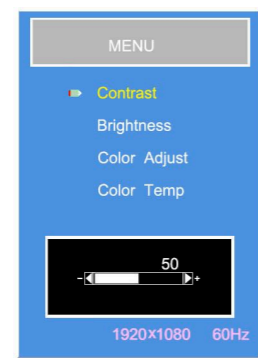 MENU
Contrast
Brightness
Color Adjust
Color Temp
50
- +
1920×1080 60Hz